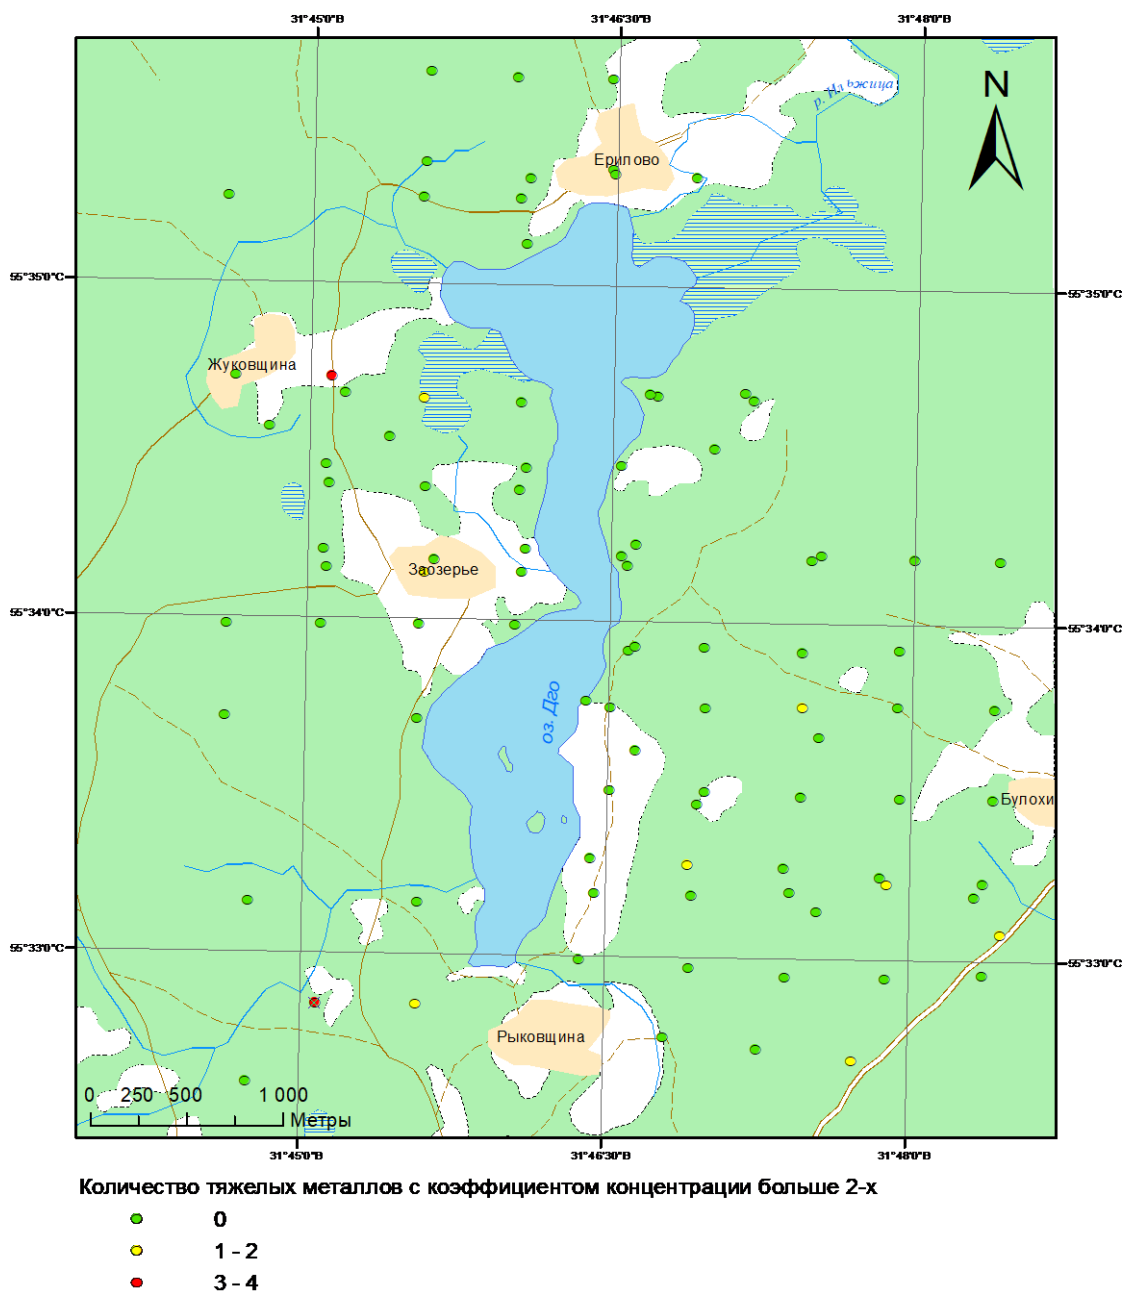 31°45'0"В 31°46'30"В 31°48'0"В
N
р. Нльжица
Ерилово
55°35'0"С 55°35'0"С
Жуковщина
Заозерье
55°34'0"С 55°34'0"С
оз. Дго
Булохи
55°33'0"С 55°33'0"С
Рыковщина
0 250 500 1 000
Метры
31°45'0"В 31°46'30"В 31°48'0"В
Количество тяжелых металлов с коэффициентом концентрации больше 2-х
0
1 - 2
3 - 4